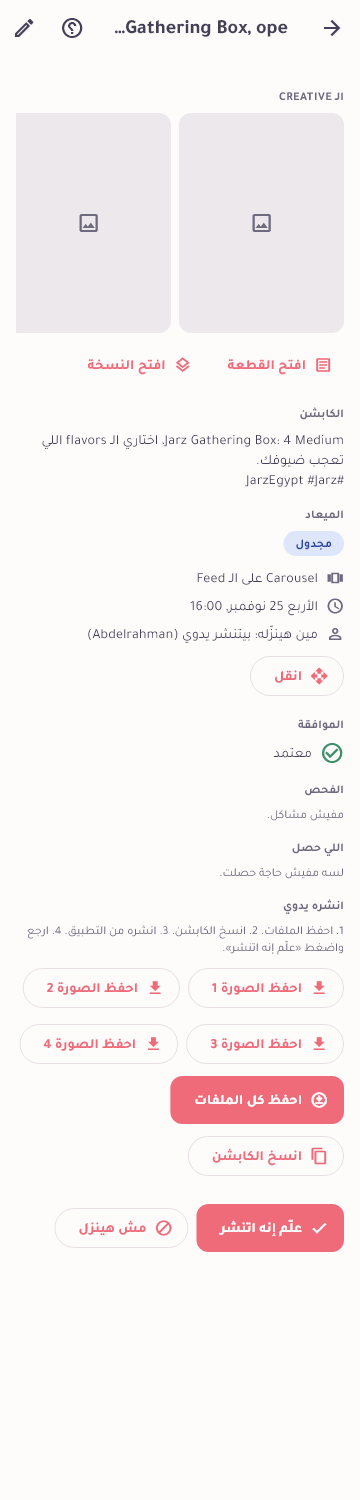 Gathering Box, ope...
الـ CREATIVE
افتح القطعة
افتح النسخة
الكابشن
Jarz Gathering Box: 4 Medium. اختاري الـ flavors اللي
تعجب ضيوفك.
#Jarz #JarzEgypt
الميعاد
مجدول
Carousel على الـ Feed
الأربع 25 نوفمبر, 16:00
مين هينزّله: بيتنشر يدوي (Abdelrahman)
انقل
الموافقة
معتمد
الفحص
مفيش مشاكل.
اللي حصل
لسه مفيش حاجة حصلت.
انشره يدوي
1. احفظ الملفات. 2. انسخ الكابشن. 3. انشره من التطبيق. 4. ارجع
واضغط «علّم إنه اتنشر».
احفظ الصورة 1
احفظ الصورة 2
احفظ الصورة 3
احفظ الصورة 4
احفظ كل الملفات
انسخ الكابشن
علّم إنه اتنشر
مش هينزل